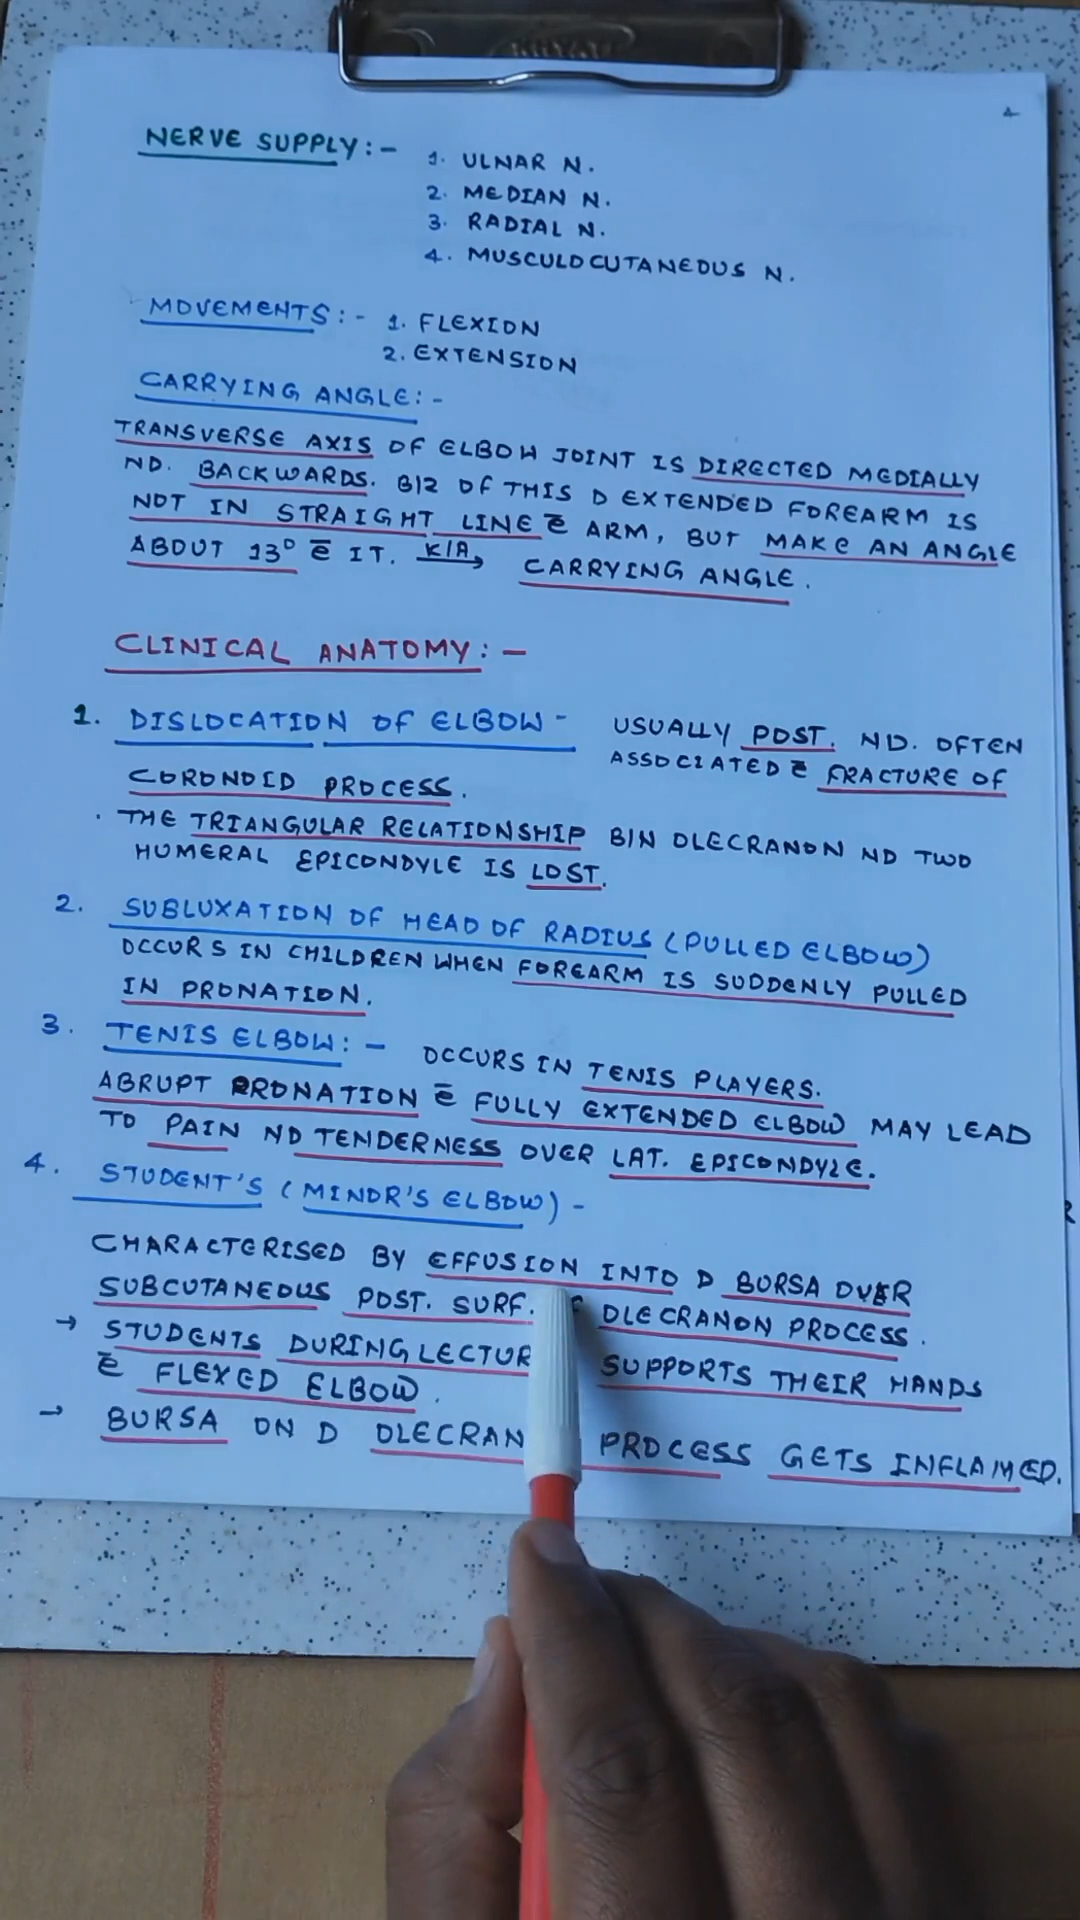 4
NERVE SUPPLY:-
1. ULNAR N.
2. MEDIAN N.
3. RADIAL N.
4. MUSCULOCUTANEOUS N.
MOVEMENTS:-
1. FLEXION
2. EXTENSION
CARRYING ANGLE:-
TRANSVERSE AXIS OF ELBOW JOINT IS DIRECTED MEDIALLY
ND. BACKWARDS. B/Z OF THIS D EXTENDED FOREARM IS
NOT IN STRAIGHT LINE c̄ ARM, BUT MAKE AN ANGLE
ABOUT 13° c̄ IT. K/A→ CARRYING ANGLE.
CLINICAL ANATOMY:-
1. DISLOCATION OF ELBOW- USUALLY POST. ND. OFTEN
ASSOCIATED c̄ FRACTURE OF
CORONOID PROCESS.
. THE TRIANGULAR RELATIONSHIP B/N OLECRANON ND TWO
HUMERAL EPICONDYLE IS LOST.
2. SUBLUXATION OF HEAD OF RADIUS (PULLED ELBOW)
OCCURS IN CHILDREN WHEN FOREARM IS SUDDENLY PULLED
IN PRONATION.
3. TENIS ELBOW:- OCCURS IN TENIS PLAYERS.
ABRUPT PRONATION c̄ FULLY EXTENDED ELBOW MAY LEAD
TO PAIN ND TENDERNESS OVER LAT. EPICONDYLE.
4. STUDENT'S (MINOR'S ELBOW)-
CHARACTERISED BY EFFUSION INTO D BURSA OVER
SUBCUTANEOUS POST. SURF. OLECRANON PROCESS.
→ STUDENTS DURING LECTUR SUPPORTS THEIR HANDS
c̄ FLEXED ELBOW.
→ BURSA ON D OLECRAN PROCESS GETS INFLAMED.